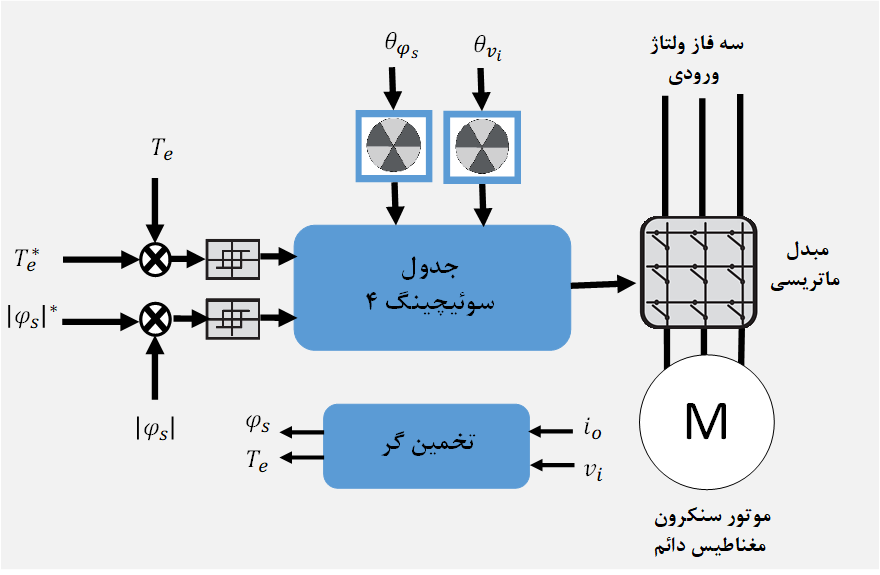 θφₛ
θᵥᵢ
سه فاز ولتاژ
ورودی
Tₑ
Tₑ*
|φₛ|*
|φₛ|
جدول
سوئیچینگ ۴
مبدل
ماتریسی
تخمین گر
φₛ
Tₑ
iₒ
vᵢ
M
موتور سنکرون
مغناطیس دائم